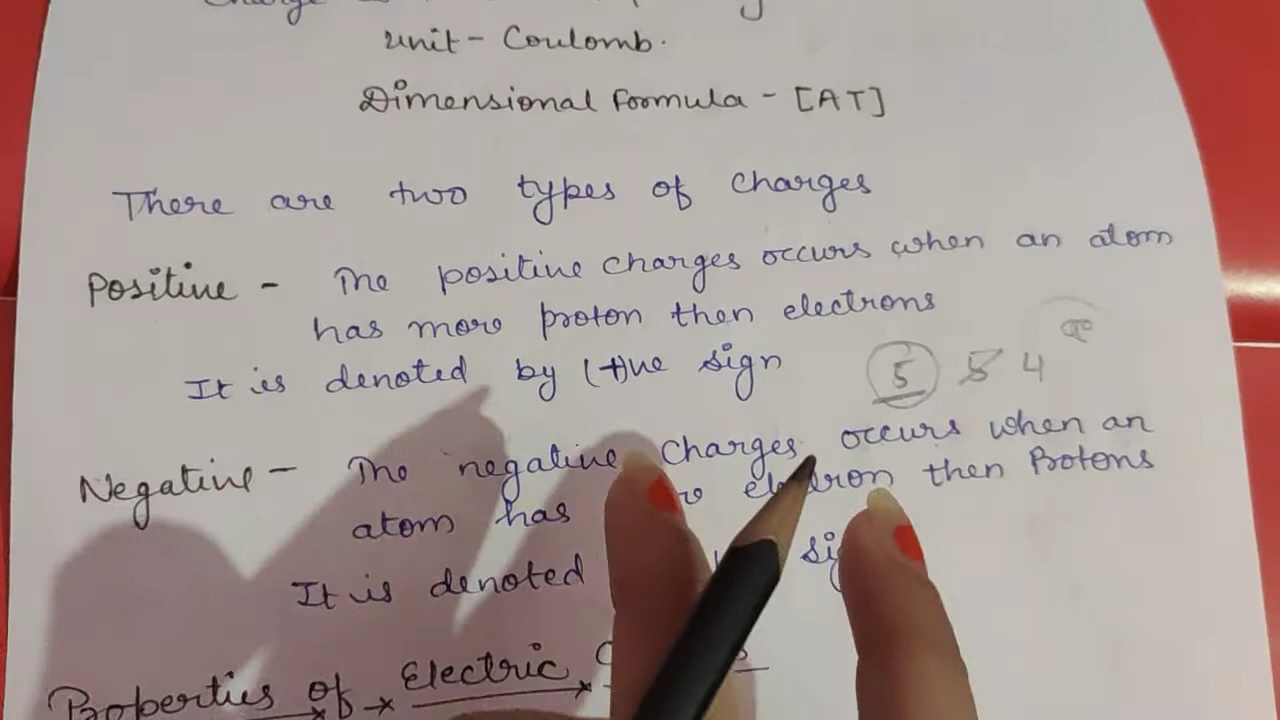 Charge
unit - Coulomb.
Dimensional Formula - [AT]
There are two types of charges
Positive - The positive charges occurs when an atom
has more proton then electrons
It is denoted by (+)ve sign
5 5 4
Negative - The negative charges occurs when an
atom has electron then Protons
It is denoted
Properties of Electric